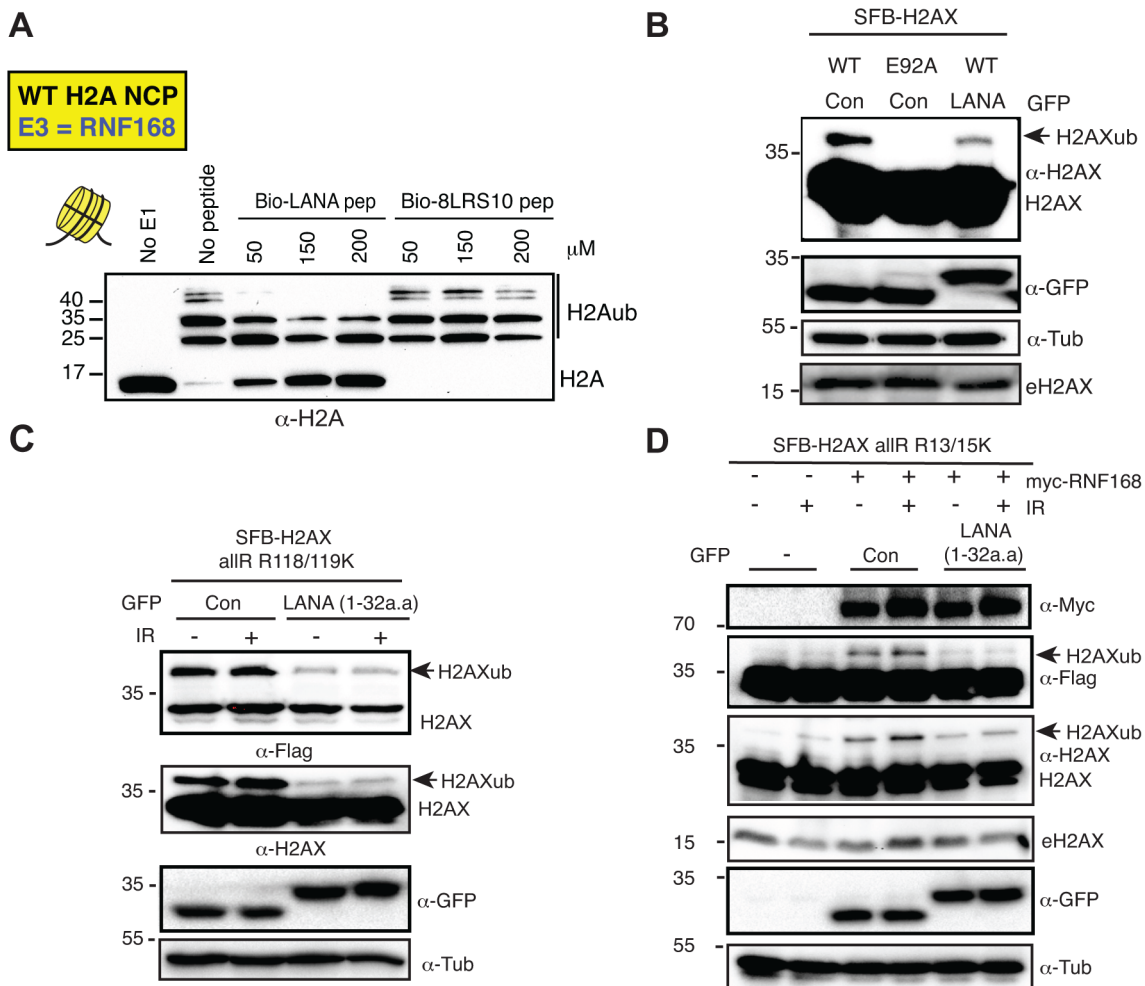 A
WT H2A NCP
E3 = RNF168
No E1
No peptide
Bio-LANA pep
Bio-8LRS10 pep
50
150
200
50
150
200
μM
40
35
25
17
H2Aub
H2A
α-H2A
B
SFB-H2AX
WT E92A WT
Con Con LANA GFP
35
H2AXub
α-H2AX
H2AX
35
α-GFP
55
α-Tub
15
eH2AX
C
SFB-H2AX
allR R118/119K
GFP Con LANA (1-32a.a)
IR - + - +
35
H2AXub
H2AX
α-Flag
35
H2AXub
H2AX
α-H2AX
35
α-GFP
55
α-Tub
D
SFB-H2AX allR R13/15K
- - + + + + myc-RNF168
- + - + - + IR
GFP - Con LANA
(1-32a.a)
α-Myc
70
H2AXub
35
α-Flag
H2AXub
35
α-H2AX
H2AX
15
eH2AX
35
α-GFP
55
α-Tub